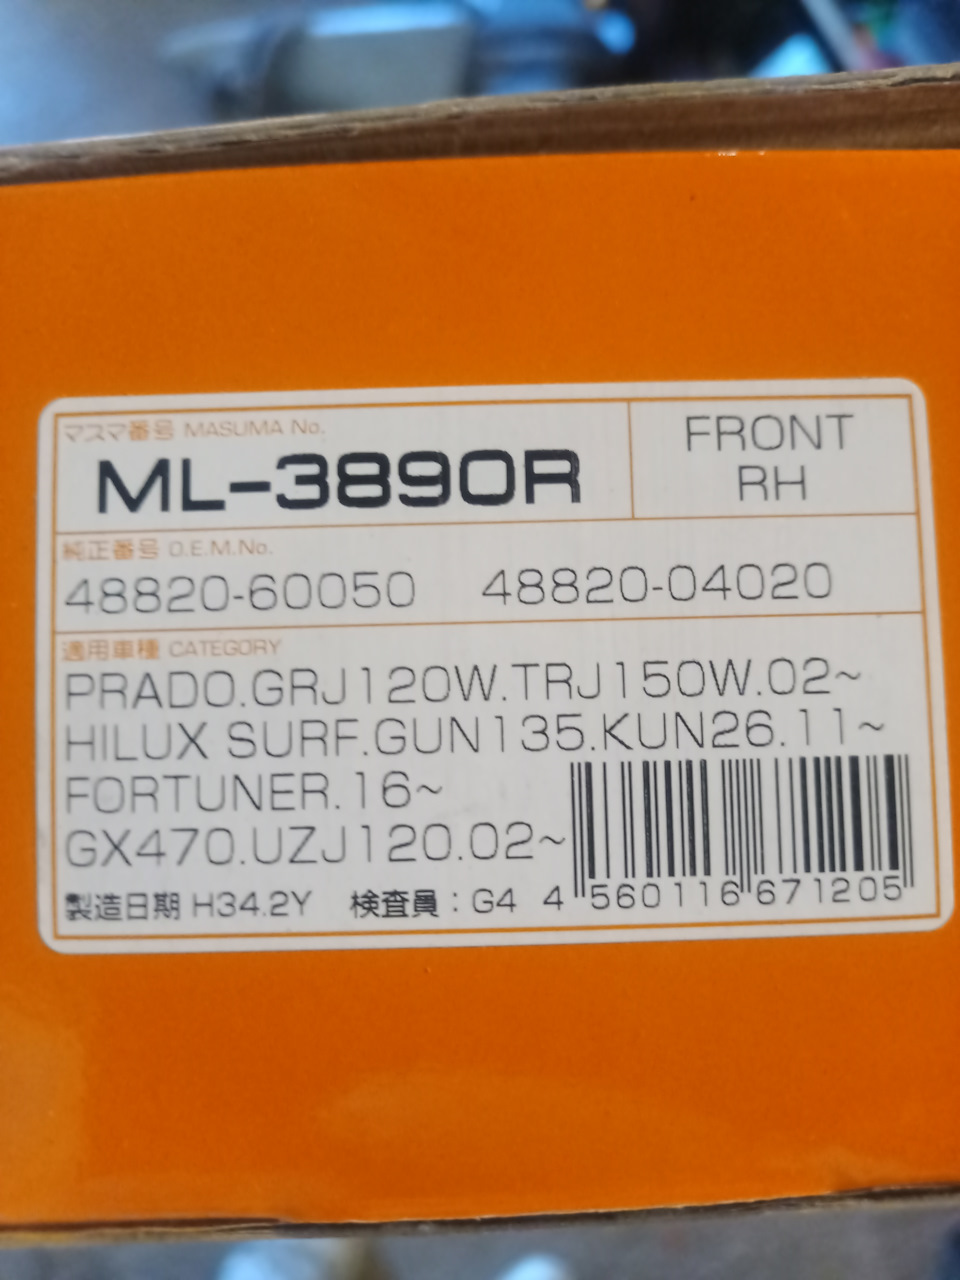 マスマ番号 MASUMA No.
ML-3890R
FRONT
RH
純正番号 O.E.M.No.
48820-60050 48820-04020
適用車種 CATEGORY
PRADO.GRJ120W.TRJ150W.02~
HILUX SURF.GUN135.KUN26.11~
FORTUNER.16~
GX470.UZJ120.02~
製造日期 H34.2Y 検査員：G4 4 560116 671205